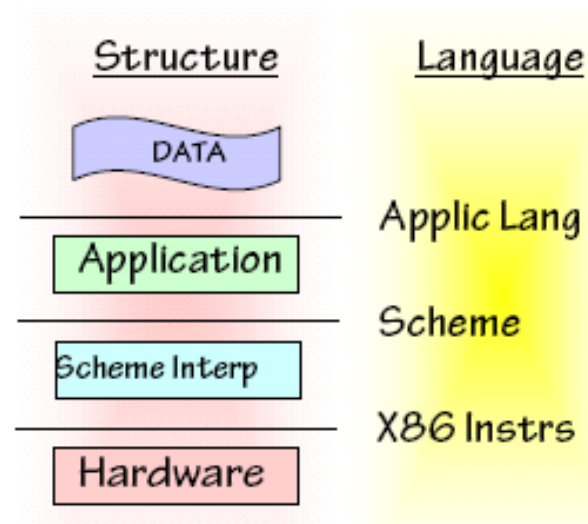 Structure
Language
DATA
Applic Lang
Application
Scheme
Scheme Interp
X86 Instrs
Hardware